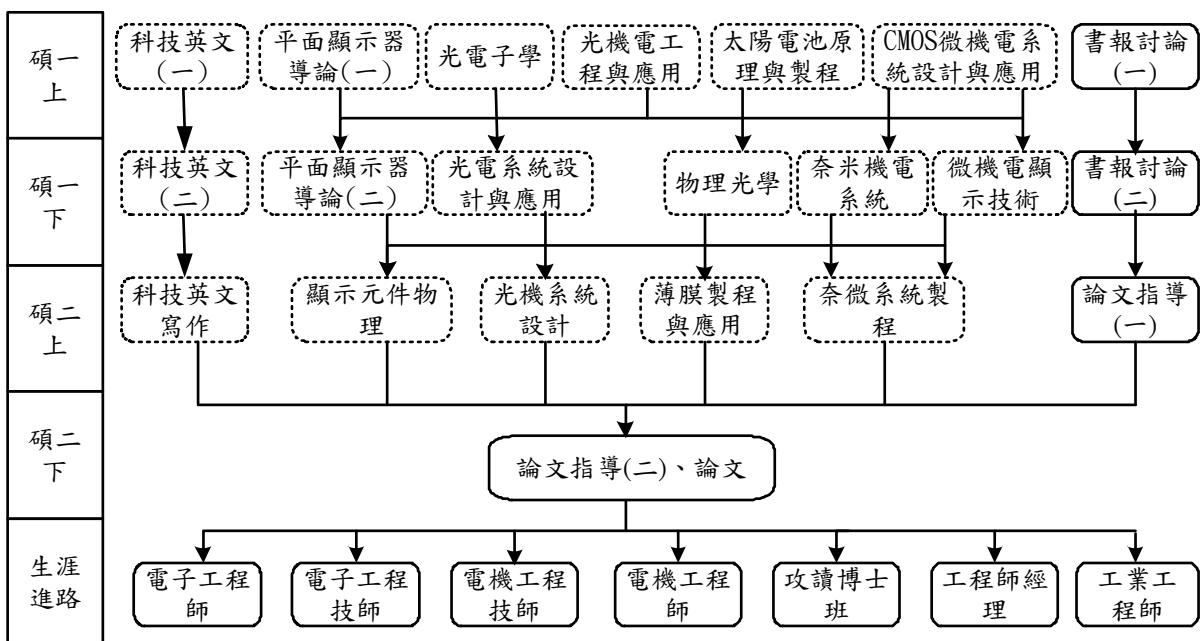 碩一
上
科技英文
(一)
平面顯示器
導論(一)
光電子學
光機電工
程與應用
太陽電池原
理與製程
CMOS微機電系
統設計與應用
書報討論
(一)
碩一
下
科技英文
(二)
平面顯示器
導論(二)
光電系統設
計與應用
物理光學
奈米機電
系統
微機電顯
示技術
書報討論
(二)
碩二
上
科技英文
寫作
顯示元件物
理
光機系統
設計
薄膜製程
與應用
奈微系統製
程
論文指導
(一)
碩二
下
論文指導(二)、論文
生涯
進路
電子工程
師
電子工程
技師
電機工程
技師
電機工程
師
攻讀博士
班
工程師經
理
工業工
程師